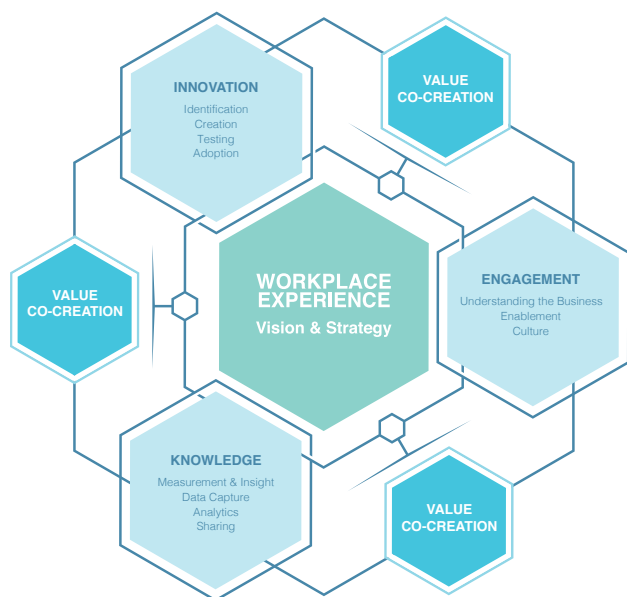 INNOVATION
Identification
Creation
Testing
Adoption
VALUE
CO-CREATION
WORKPLACE
EXPERIENCE
Vision & Strategy
ENGAGEMENT
Understanding the Business
Enablement
Culture
VALUE
CO-CREATION
KNOWLEDGE
Measurement & Insight
Data Capture
Analytics
Sharing
VALUE
CO-CREATION